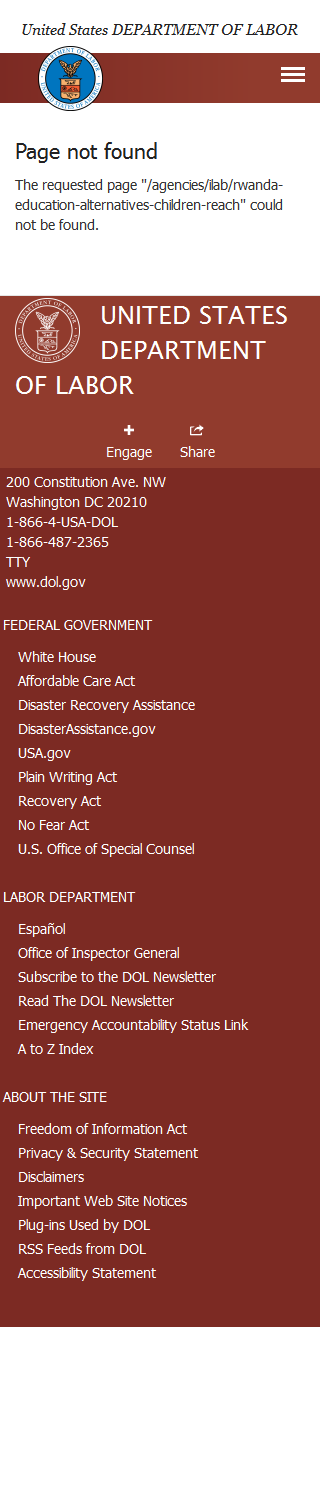 United States DEPARTMENT OF LABOR
Page not found
The requested page "/agencies/ilab/rwanda-
education-alternatives-children-reach" could
not be found.
UNITED STATES
DEPARTMENT
OF LABOR
Engage Share
200 Constitution Ave. NW
Washington DC 20210
1-866-4-USA-DOL
1-866-487-2365
TTY
www.dol.gov
FEDERAL GOVERNMENT
White House
Affordable Care Act
Disaster Recovery Assistance
DisasterAssistance.gov
USA.gov
Plain Writing Act
Recovery Act
No Fear Act
U.S. Office of Special Counsel
LABOR DEPARTMENT
Español
Office of Inspector General
Subscribe to the DOL Newsletter
Read The DOL Newsletter
Emergency Accountability Status Link
A to Z Index
ABOUT THE SITE
Freedom of Information Act
Privacy & Security Statement
Disclaimers
Important Web Site Notices
Plug-ins Used by DOL
RSS Feeds from DOL
Accessibility Statement